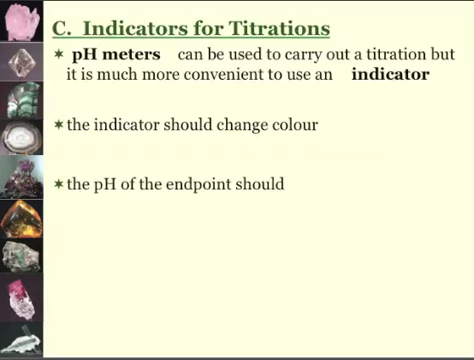 C. Indicators for Titrations
✶ pH meters can be used to carry out a titration but
it is much more convenient to use an indicator
✶ the indicator should change colour
✶ the pH of the endpoint should